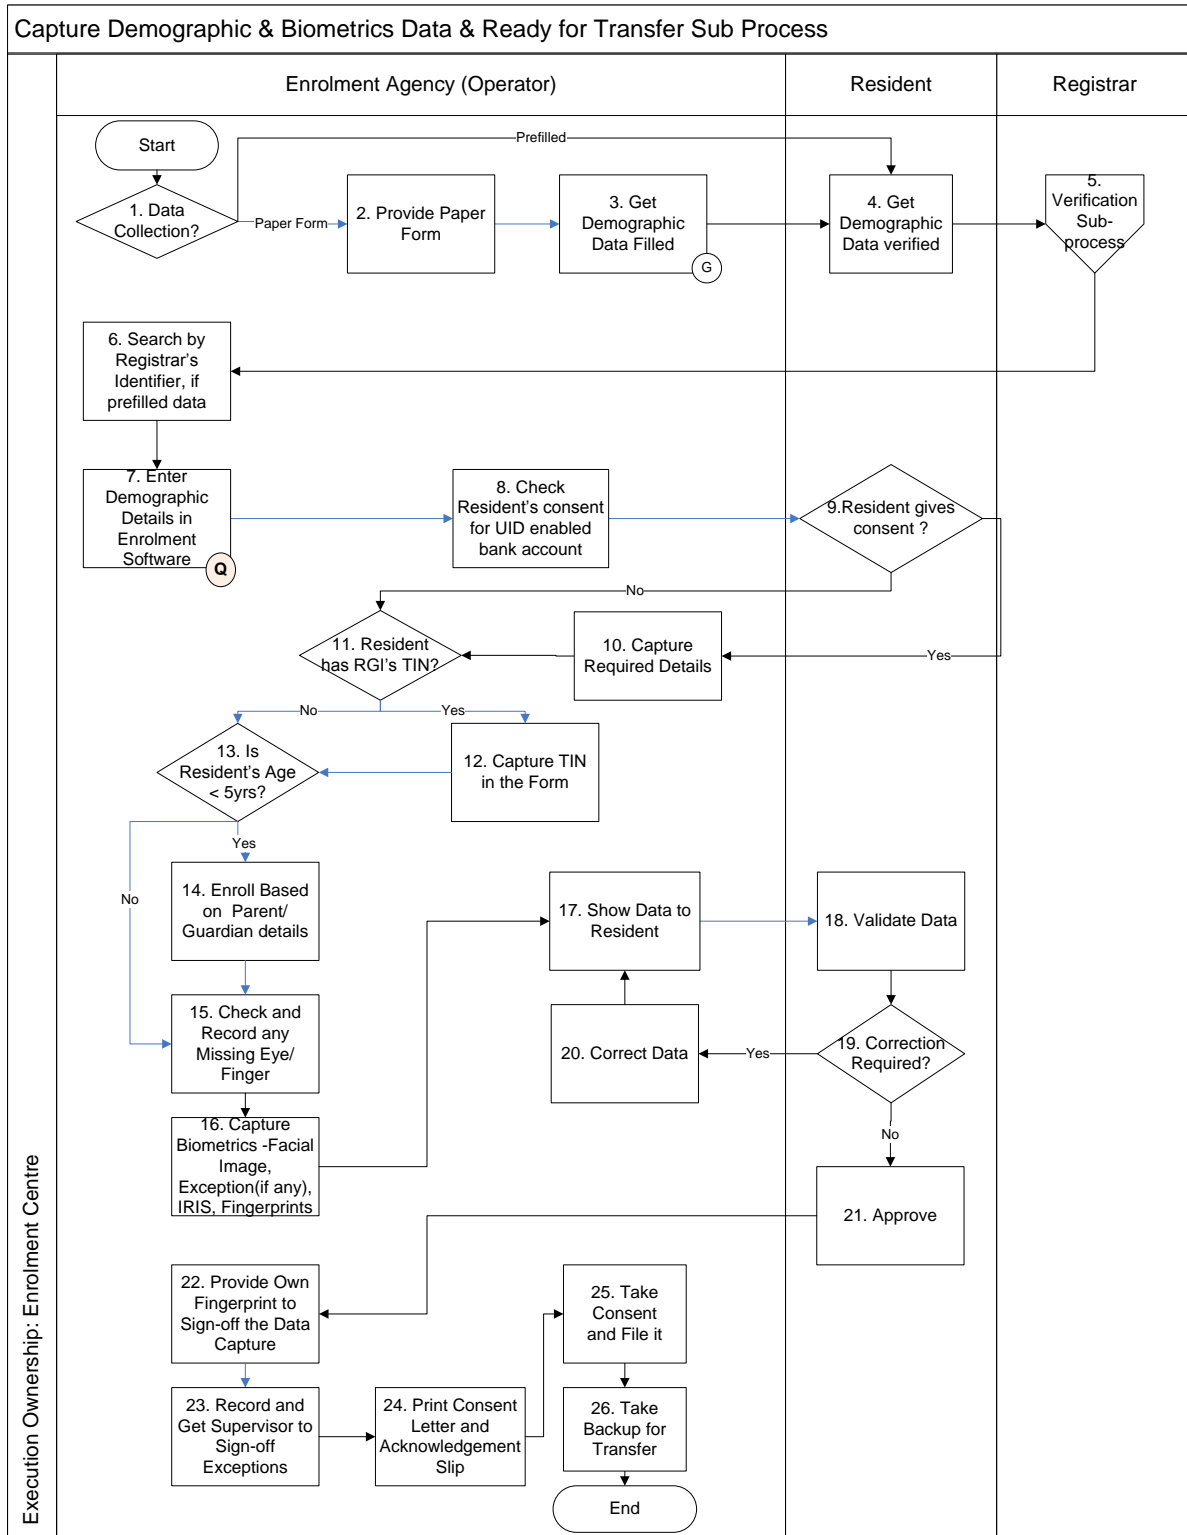 Capture Demographic & Biometrics Data & Ready for Transfer Sub Process
Enrolment Agency (Operator)
Resident
Registrar
Execution Ownership: Enrolment Centre
Start
Prefilled
1. Data
Collection?
Paper Form
2. Provide Paper
Form
3. Get
Demographic
Data Filled
G
4. Get
Demographic
Data verified
5.
Verification
Sub-
process
6. Search by
Registrar's
Identifier, if
prefilled data
7. Enter
Demographic
Details in
Enrolment
Software
Q
8. Check
Resident's consent
for UID enabled
bank account
9.Resident gives
consent ?
No
Yes
10. Capture
Required Details
11. Resident
has RGI's TIN?
No
Yes
12. Capture TIN
in the Form
13. Is
Resident's Age
< 5yrs?
Yes
No
14. Enroll Based
on Parent/
Guardian details
15. Check and
Record any
Missing Eye/
Finger
16. Capture
Biometrics -Facial
Image,
Exception(if any),
IRIS, Fingerprints
17. Show Data to
Resident
18. Validate Data
19. Correction
Required?
Yes
20. Correct Data
No
21. Approve
22. Provide Own
Fingerprint to
Sign-off the Data
Capture
23. Record and
Get Supervisor to
Sign-off
Exceptions
24. Print Consent
Letter and
Acknowledgement
Slip
25. Take
Consent
and File it
26. Take
Backup for
Transfer
End